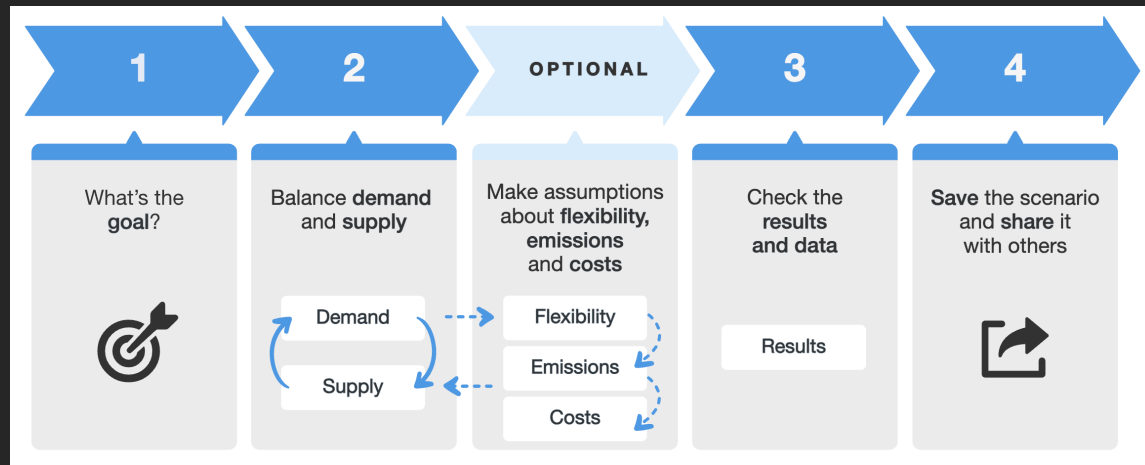 1
2
OPTIONAL
3
4
What's the
goal?
Balance demand
and supply
Demand
Supply
Make assumptions
about flexibility,
emissions
and costs
Flexibility
Emissions
Costs
Check the
results
and data
Results
Save the scenario
and share it
with others